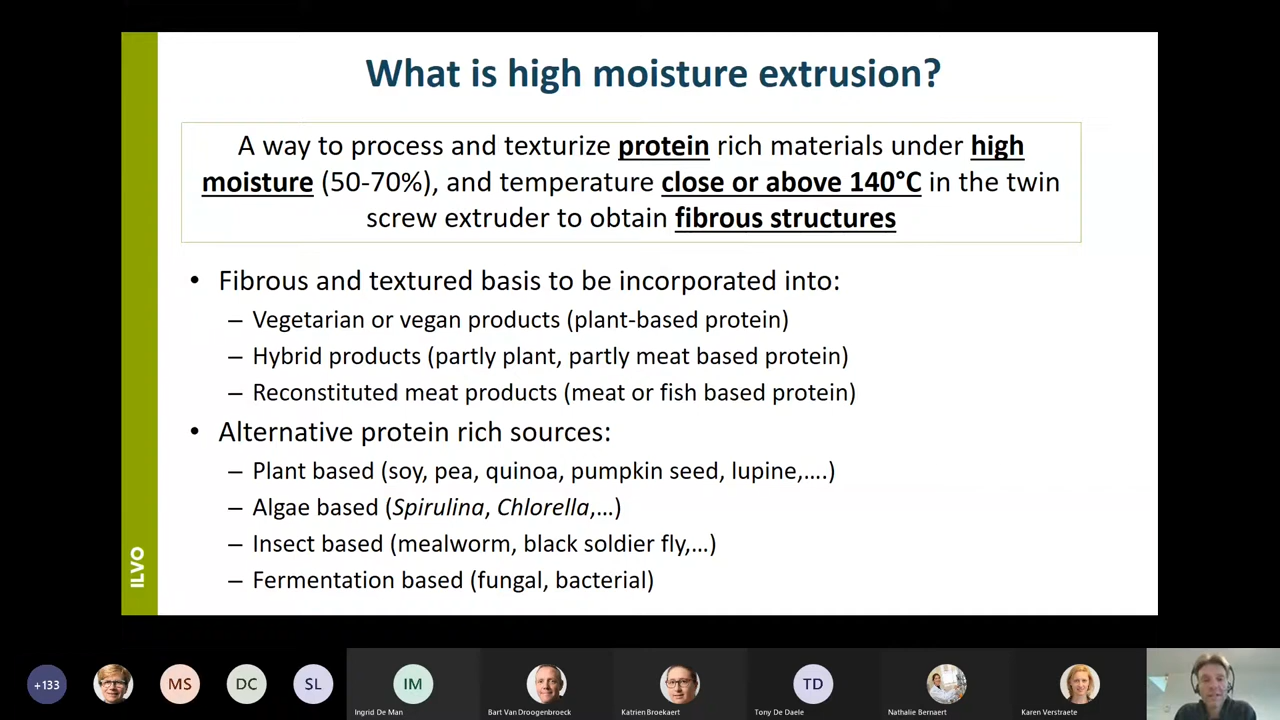 What is high moisture extrusion?
A way to process and texturize protein rich materials under high
moisture (50-70%), and temperature close or above 140°C in the twin
screw extruder to obtain fibrous structures
• Fibrous and textured basis to be incorporated into:
– Vegetarian or vegan products (plant-based protein)
– Hybrid products (partly plant, partly meat based protein)
– Reconstituted meat products (meat or fish based protein)
• Alternative protein rich sources:
– Plant based (soy, pea, quinoa, pumpkin seed, lupine,….)
– Algae based (Spirulina, Chlorella,…)
– Insect based (mealworm, black soldier fly,…)
– Fermentation based (fungal, bacterial)
ILVO
+133 MS DC SL IM TD
Ingrid De Man Bart Van Droogenbroeck Katrien Broekaert Tony De Daele Nathalie Bernaert Karen Verstraete